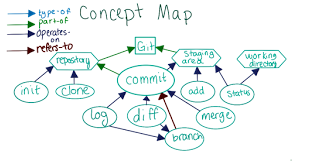 Concept Map
type-of
part-of
operates-
on
refers-to
Git
repository
Staging
area
working
directory
init
clone
commit
add
status
log
diff
merge
branch